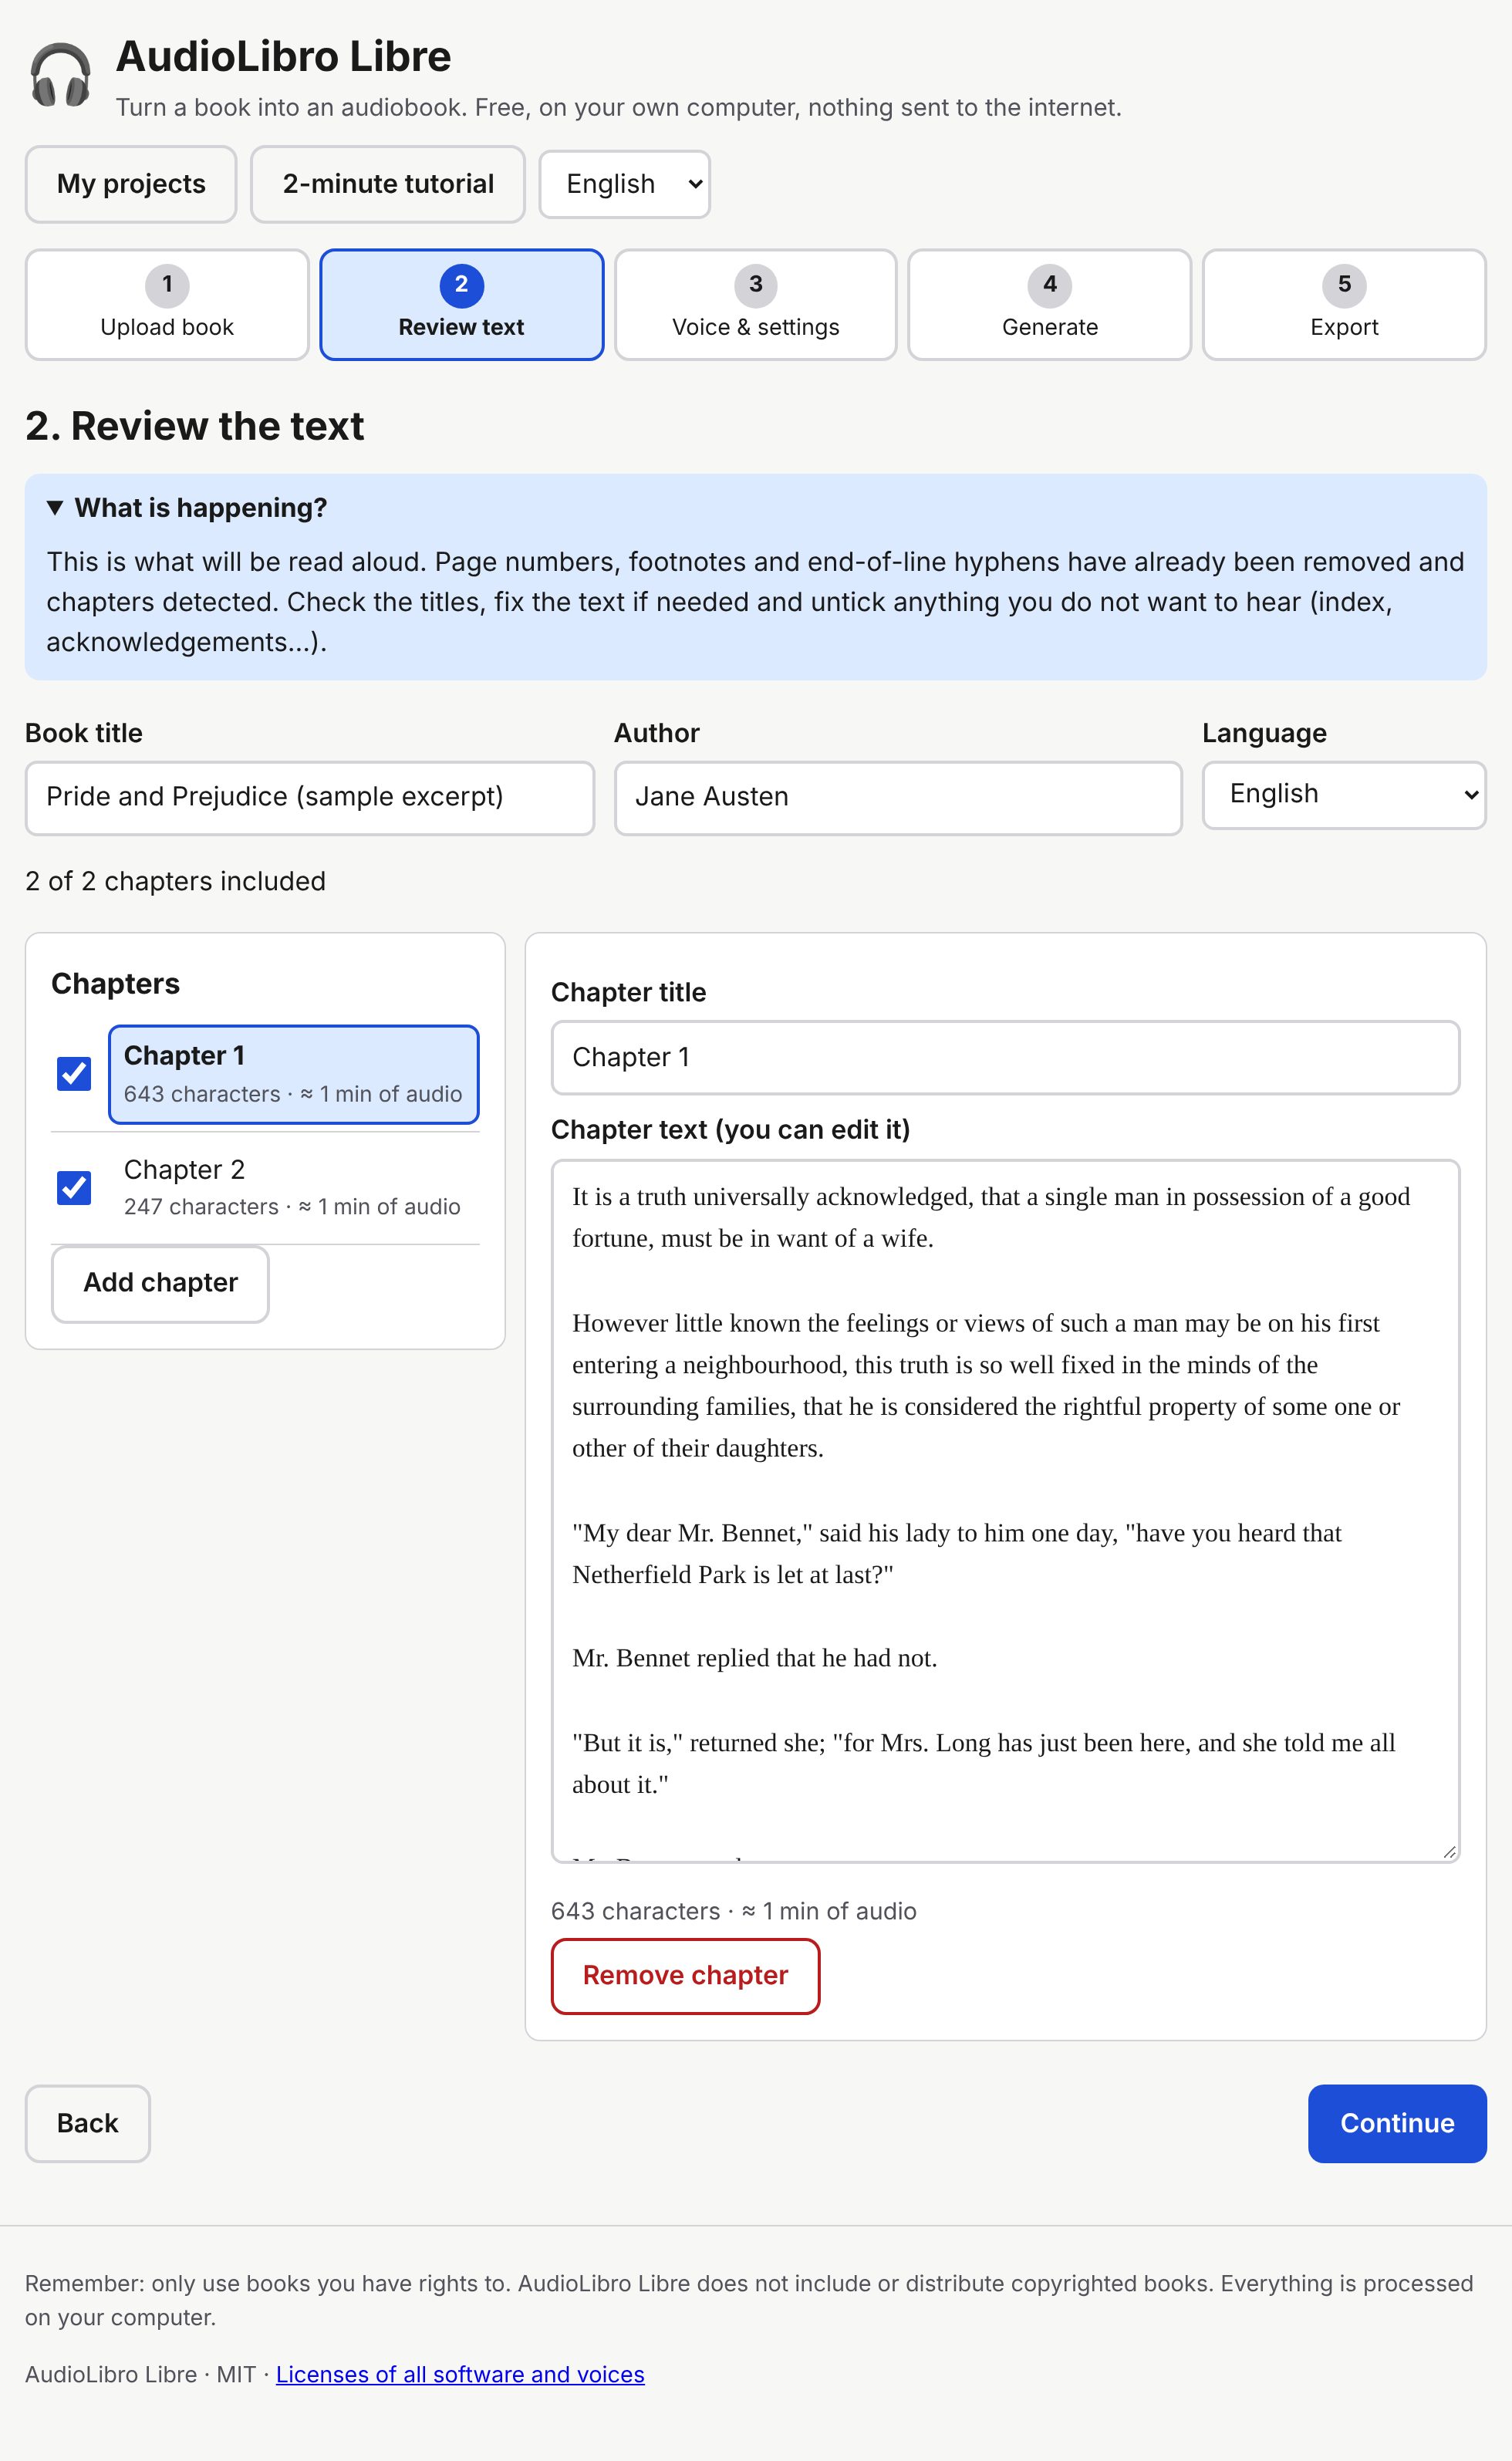 AudioLibro Libre
Turn a book into an audiobook. Free, on your own computer, nothing sent to the internet.
My projects
2-minute tutorial
English
1
Upload book
2
Review text
3
Voice & settings
4
Generate
5
Export
2. Review the text
▼ What is happening?
This is what will be read aloud. Page numbers, footnotes and end-of-line hyphens have already been removed and
chapters detected. Check the titles, fix the text if needed and untick anything you do not want to hear (index,
acknowledgements...).
Book title
Pride and Prejudice (sample excerpt)
Author
Jane Austen
Language
English
2 of 2 chapters included
Chapters
Chapter 1
643 characters · ≈ 1 min of audio
Chapter 2
247 characters · ≈ 1 min of audio
Add chapter
Chapter title
Chapter 1
Chapter text (you can edit it)
It is a truth universally acknowledged, that a single man in possession of a good
fortune, must be in want of a wife.
However little known the feelings or views of such a man may be on his first
entering a neighbourhood, this truth is so well fixed in the minds of the
surrounding families, that he is considered the rightful property of some one or
other of their daughters.
"My dear Mr. Bennet," said his lady to him one day, "have you heard that
Netherfield Park is let at last?"
Mr. Bennet replied that he had not.
"But it is," returned she; "for Mrs. Long has just been here, and she told me all
about it."
643 characters · ≈ 1 min of audio
Remove chapter
Back
Continue
Remember: only use books you have rights to. AudioLibro Libre does not include or distribute copyrighted books. Everything is processed
on your computer.
AudioLibro Libre · MIT · Licenses of all software and voices